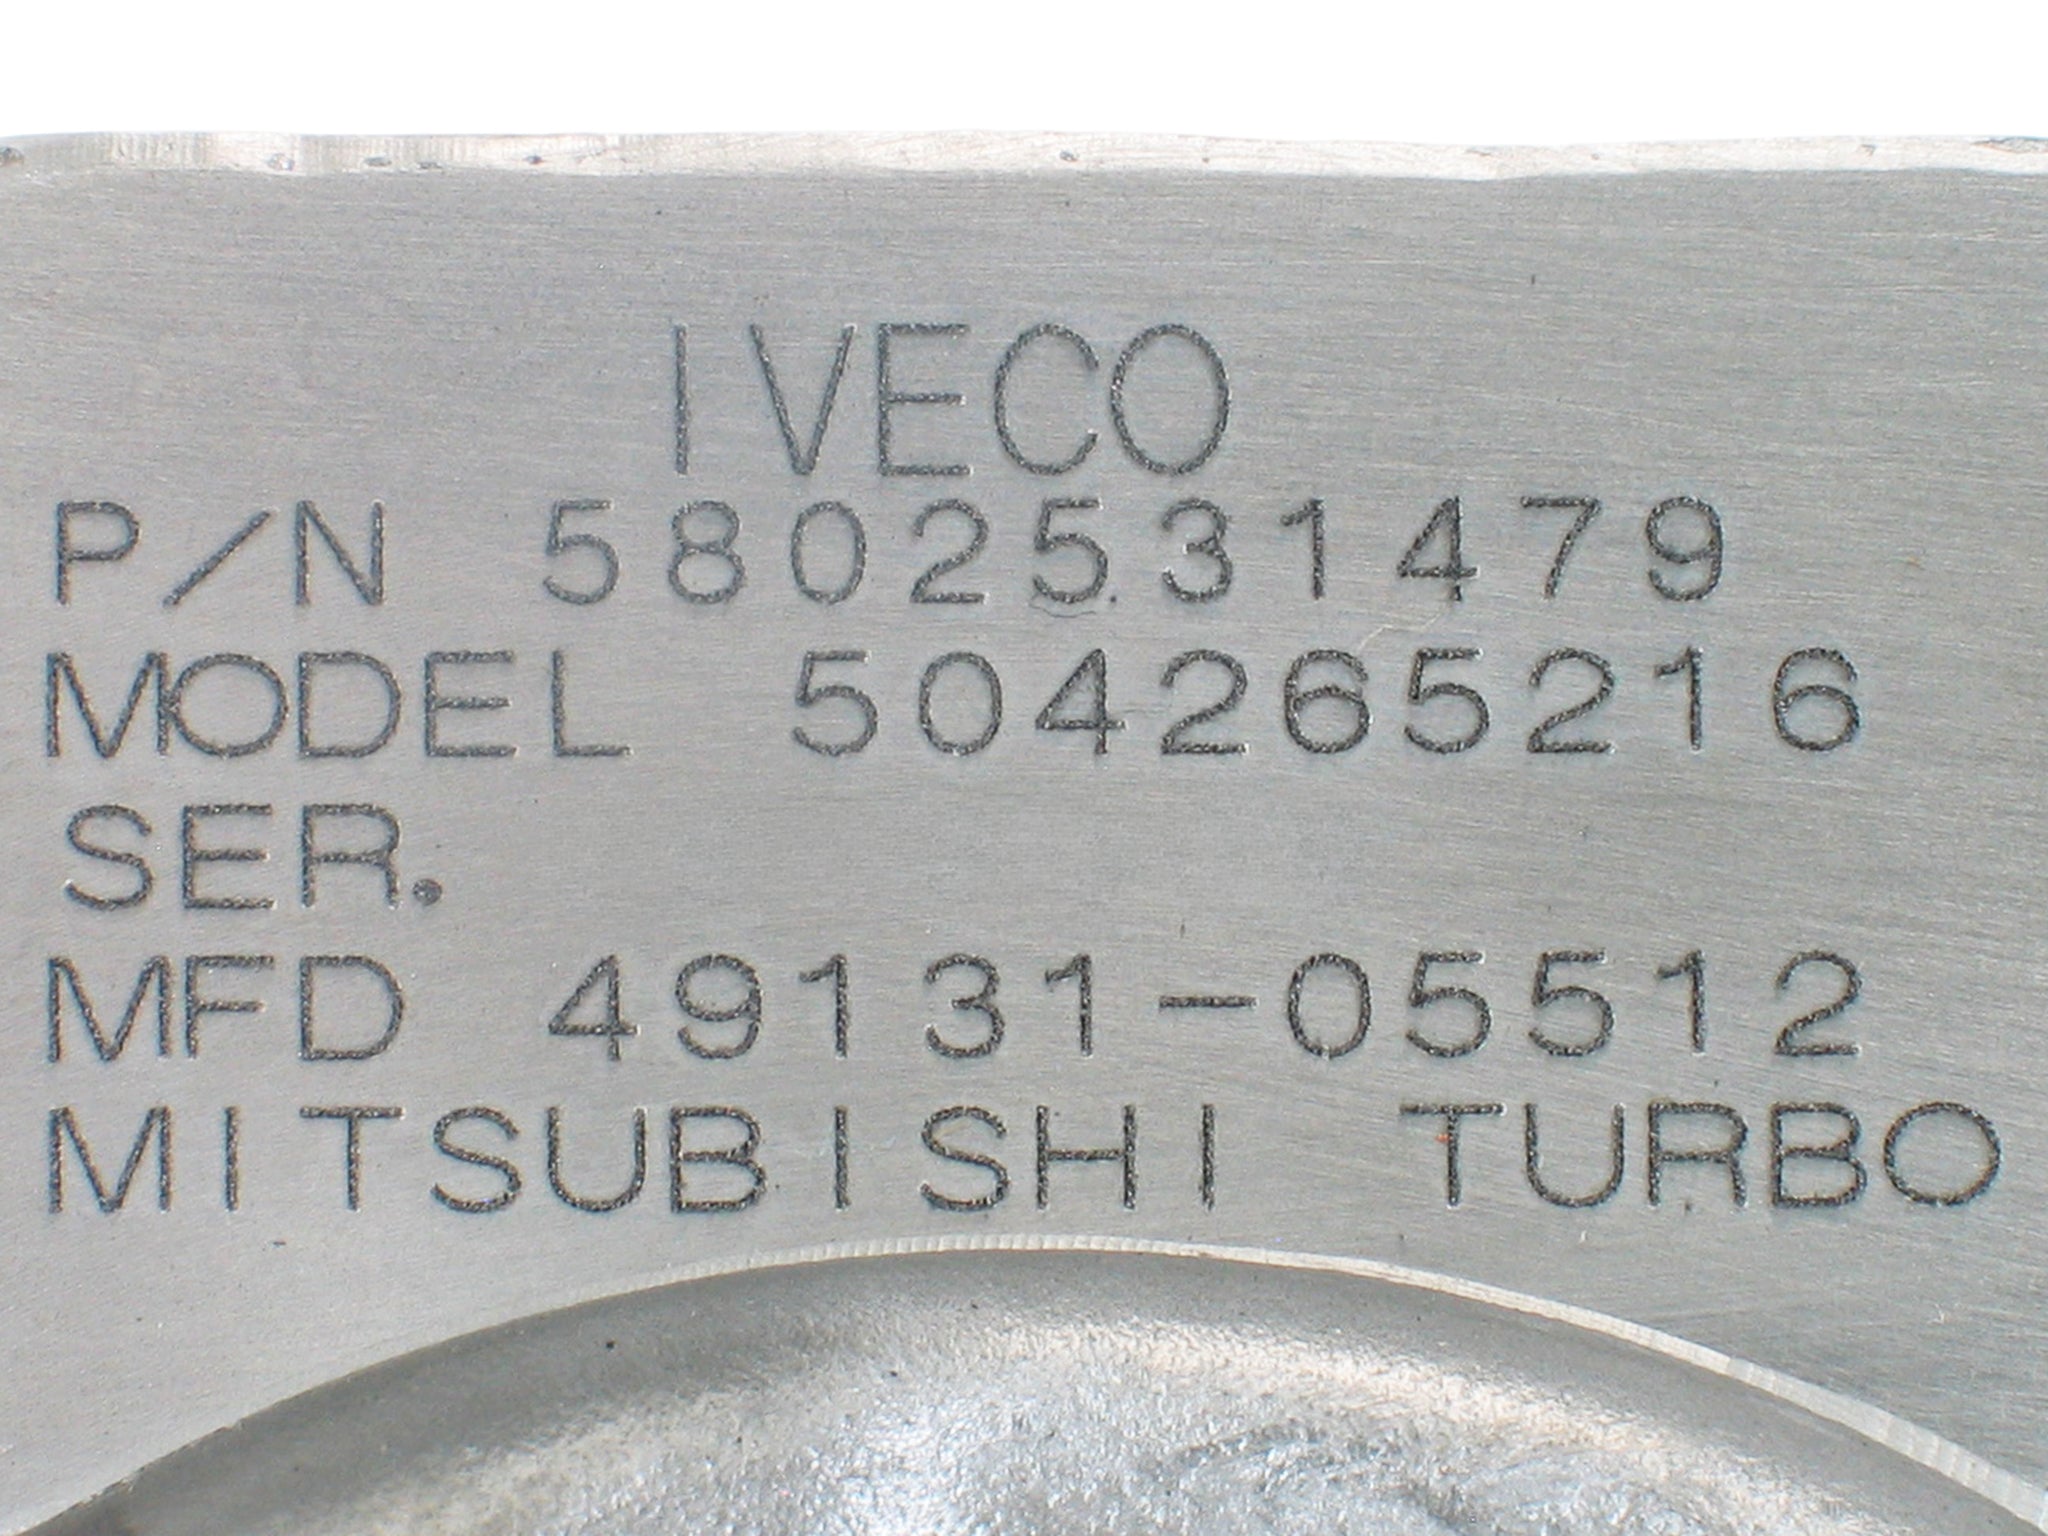 IVECO
P/N 5802531479
MODEL 504265216
SER.
MFD 49131-05512
MITSUBISHI TURBO